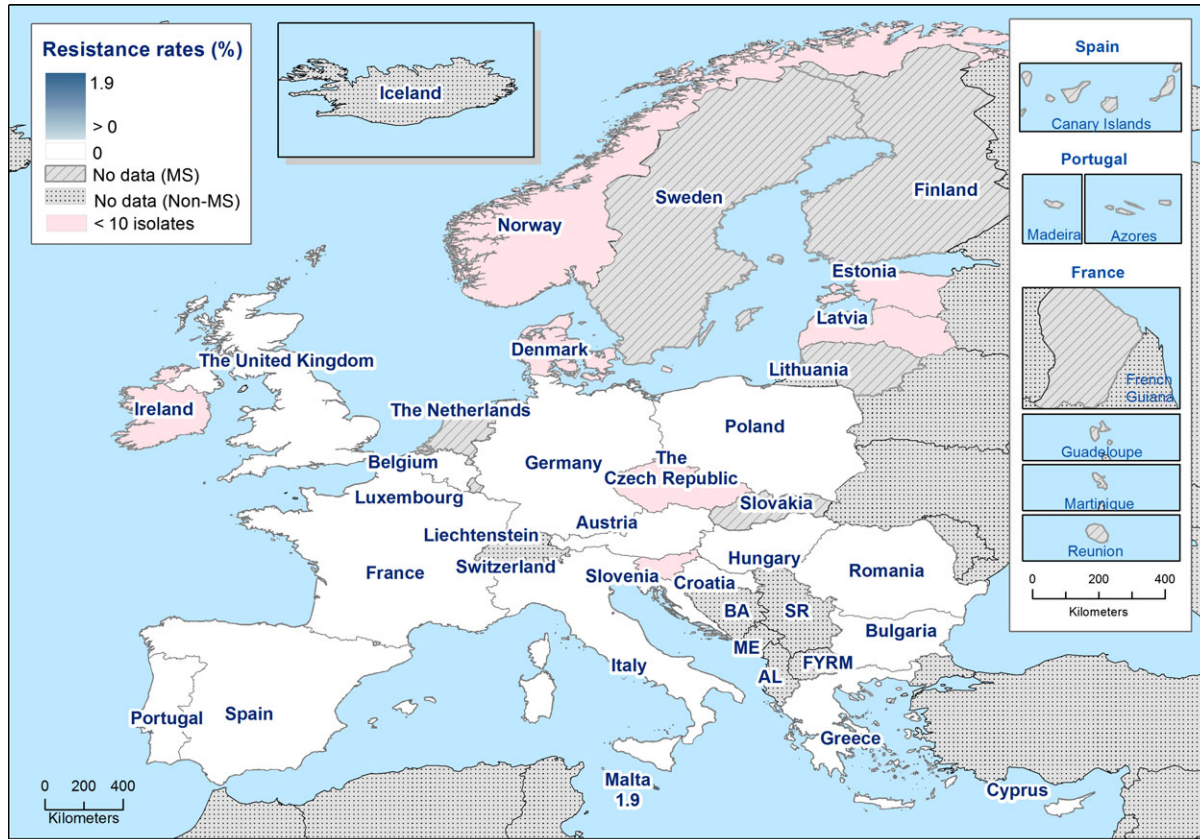 Resistance rates (%)
1.9
> 0
0
No data (MS)
No data (Non-MS)
< 10 isolates
Iceland
Spain
Canary Islands
Portugal
Madeira
Azores
France
French
Guiana
Guadeloupe
Martinique
Reunion
0 200 400
Kilometers
Sweden
Finland
Norway
Estonia
Latvia
Denmark
Lithuania
The United Kingdom
Ireland
The Netherlands
Poland
Belgium
Germany
The
Czech Republic
Luxembourg
Slovakia
Austria
Liechtenstein
Switzerland
Hungary
France
Slovenia
Croatia
Romania
BA
SR
Bulgaria
ME
Italy
FYRM
AL
Portugal
Spain
Greece
Malta
1.9
Cyprus
0 200 400
Kilometers